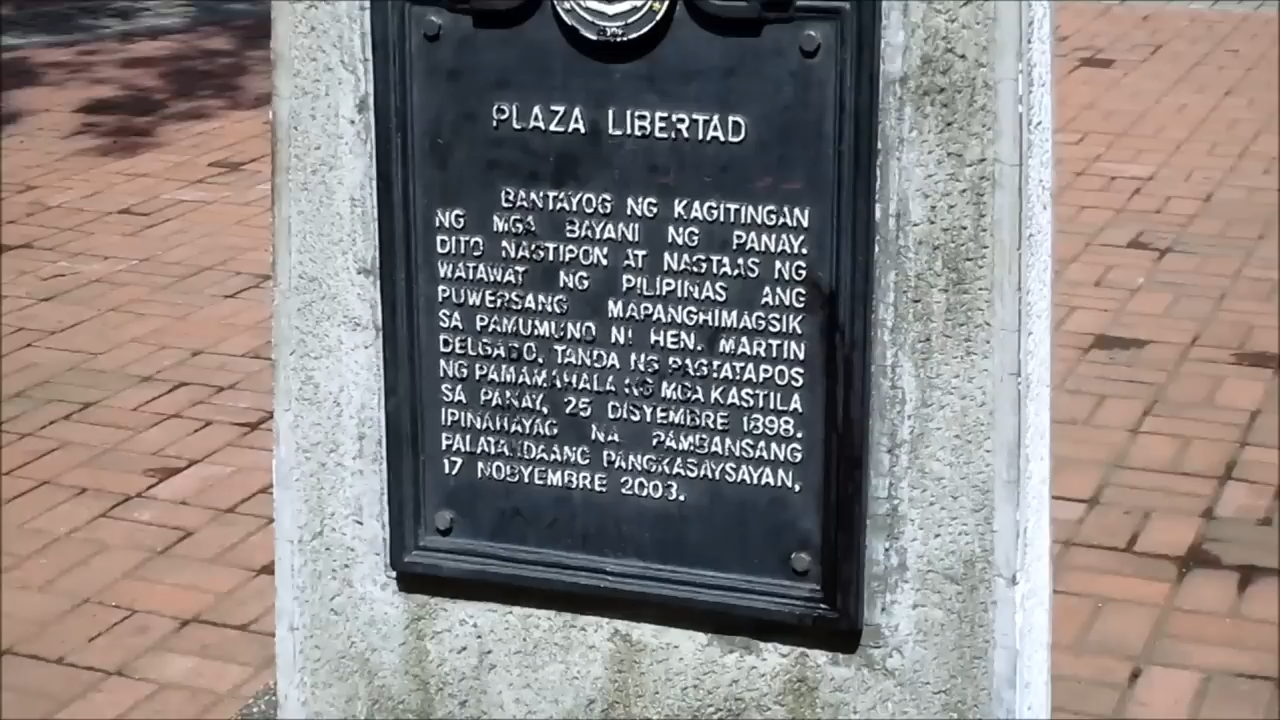 PLAZA LIBERTAD
BANTAYOG NG KAGITINGAN
NG MGA BAYANI NG PANAY.
DITO NAGTIPON AT NAGTAAS NG
WATAWAT NG PILIPINAS ANG
PUWERSANG MAPANGHIMAGSIK
SA PAMUMUNO NI HEN. MARTIN
DELGADO, TANDA NG PAGTATAPOS
NG PAMAMAHALA NG MGA KASTILA
SA PANAY, 25 DISYEMBRE 1898.
IPINAHAYAG NA PAMBANSANG
PALATANDAANG PANGKASAYSAYAN,
17 NOBYEMBRE 2003.